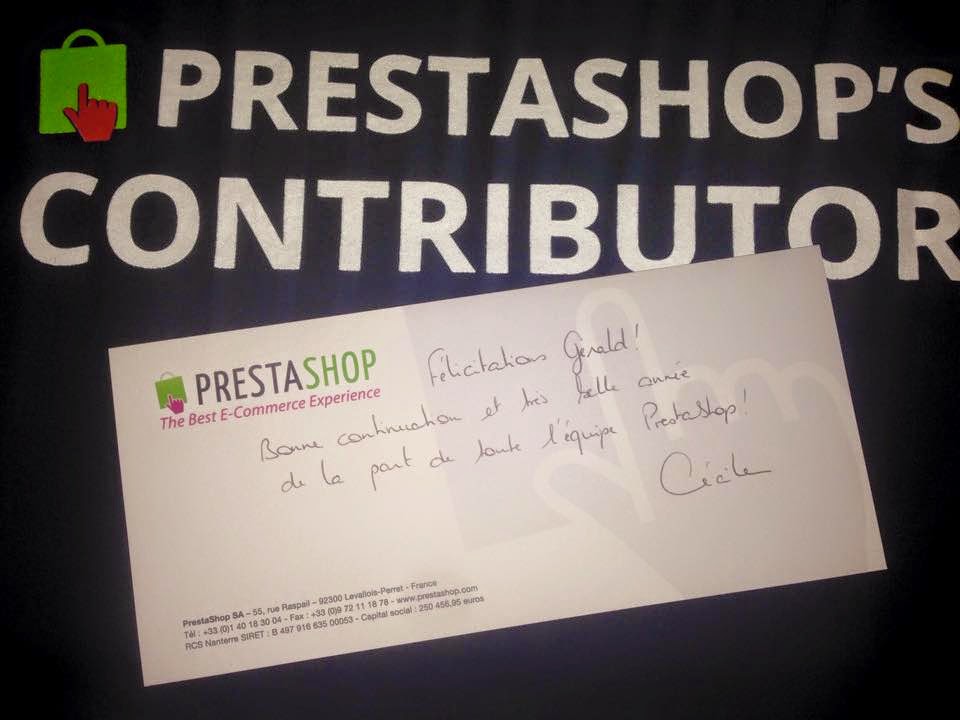 PRESTASHOP'S
CONTRIBUTOR
PRESTASHOP
The Best E-Commerce Experience
Félicitations Gérald!
Bonne continuation et très belle année
de la part de toute l'équipe PrestaShop!
Cécile
PrestaShop SA – 55, rue Raspail – 92300 Levallois-Perret - France
Tél : +33 (0)1 40 18 30 04 - Fax : +33 (0)9 72 11 18 78 - www.prestashop.com
RCS Nanterre SIRET : B 497 916 635 00053 - Capital social : 250 456,95 euros